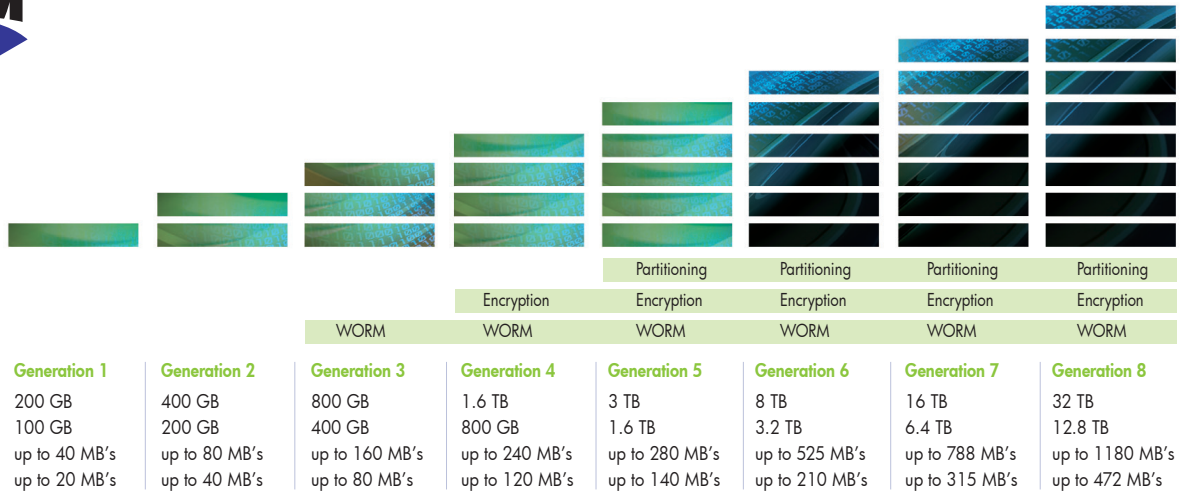 Partitioning Partitioning Partitioning Partitioning
Encryption Encryption Encryption Encryption Encryption
WORM WORM WORM WORM WORM WORM
Generation 1 Generation 2 Generation 3 Generation 4 Generation 5 Generation 6 Generation 7 Generation 8
200 GB 400 GB 800 GB 1.6 TB 3 TB 8 TB 16 TB 32 TB
100 GB 200 GB 400 GB 800 GB 1.6 TB 3.2 TB 6.4 TB 12.8 TB
up to 40 MB’s up to 80 MB’s up to 160 MB’s up to 240 MB’s up to 280 MB’s up to 525 MB’s up to 788 MB’s up to 1180 MB’s
up to 20 MB’s up to 40 MB’s up to 80 MB’s up to 120 MB’s up to 140 MB’s up to 210 MB’s up to 315 MB’s up to 472 MB’s